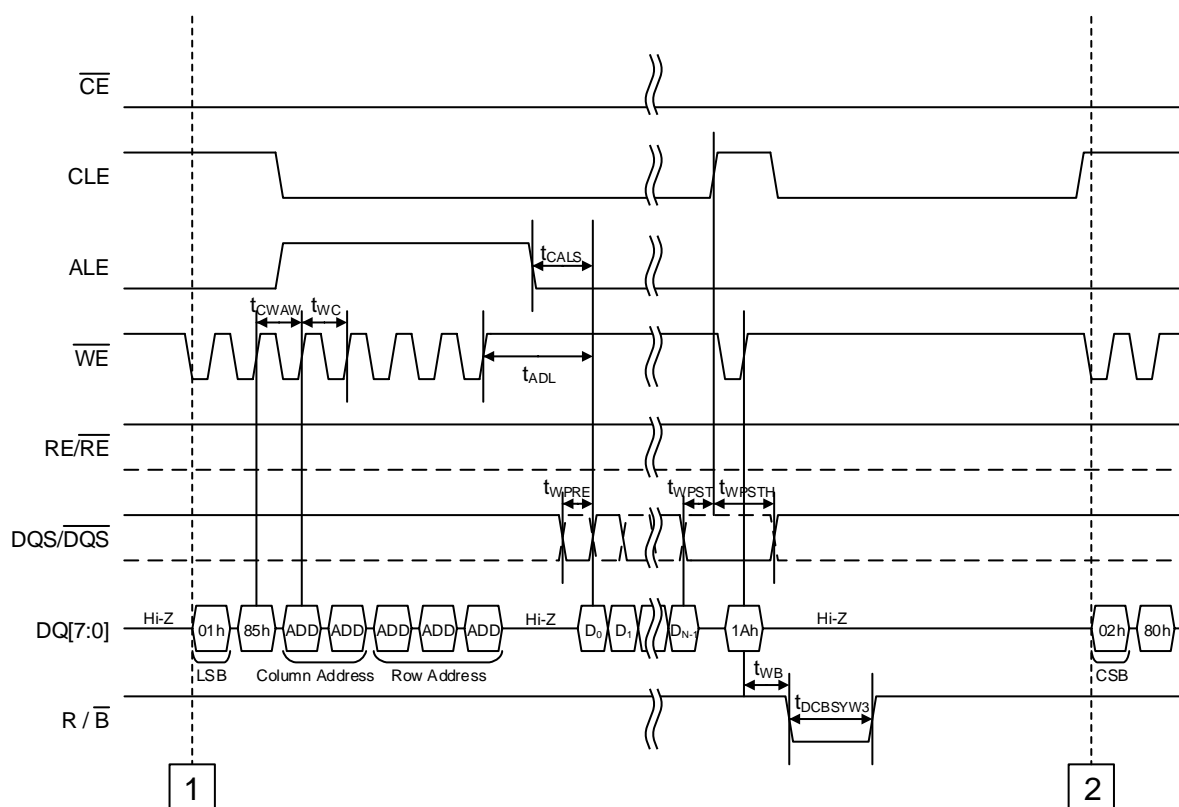 CE
CLE
ALE
tCALS
tCWAW tWC
WE
tADL
RE/RE
tWPRE tWPST tWPSTH
DQS/DQS
DQ[7:0] Hi-Z 01h 85h ADD ADD ADD ADD ADD Hi-Z D0 D1 DN-1 1Ah Hi-Z 02h 80h
LSB Column Address Row Address CSB
tWB
R / B tDCBSYW3
1 2